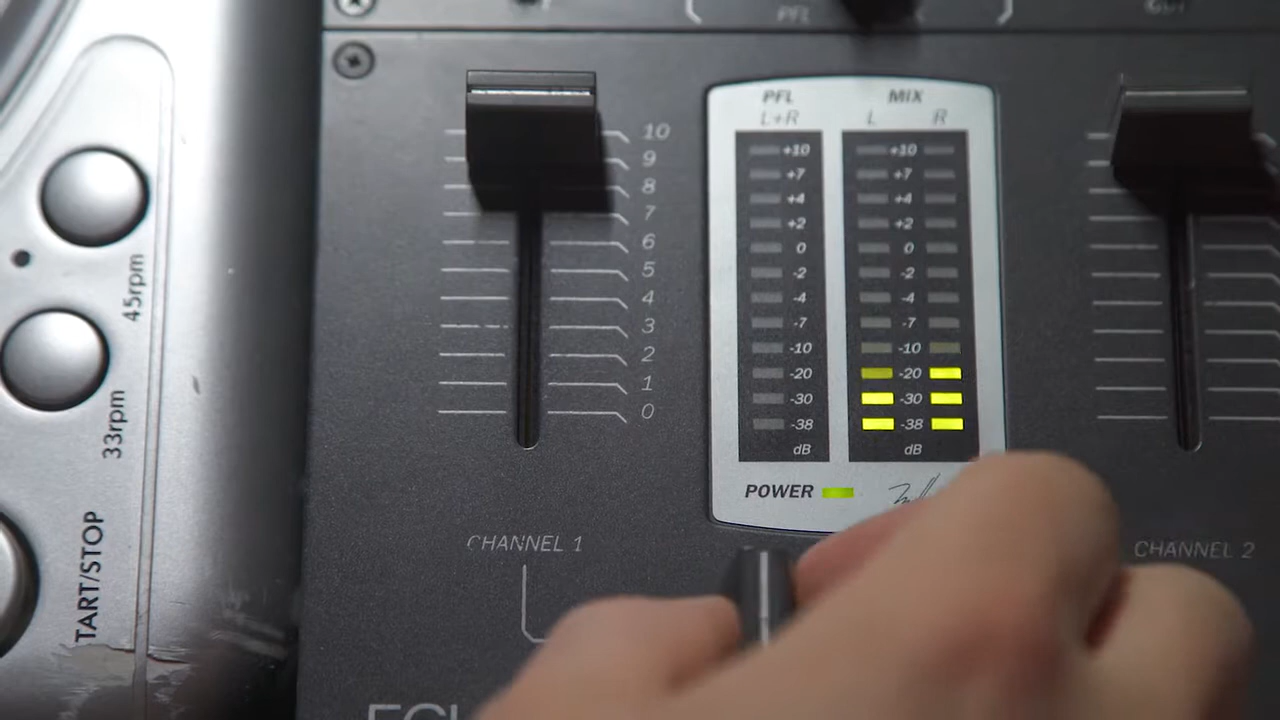 PFL
45rpm
33rpm
TART/STOP
10
9
8
7
6
5
4
3
2
1
0
CHANNEL 1
PFL MIX
L+R L R
+10 +10
+7 +7
+4 +4
+2 +2
0 0
-2 -2
-4 -4
-7 -7
-10 -10
-20 -20
-30 -30
-38 -38
dB dB
POWER
CHANNEL 2